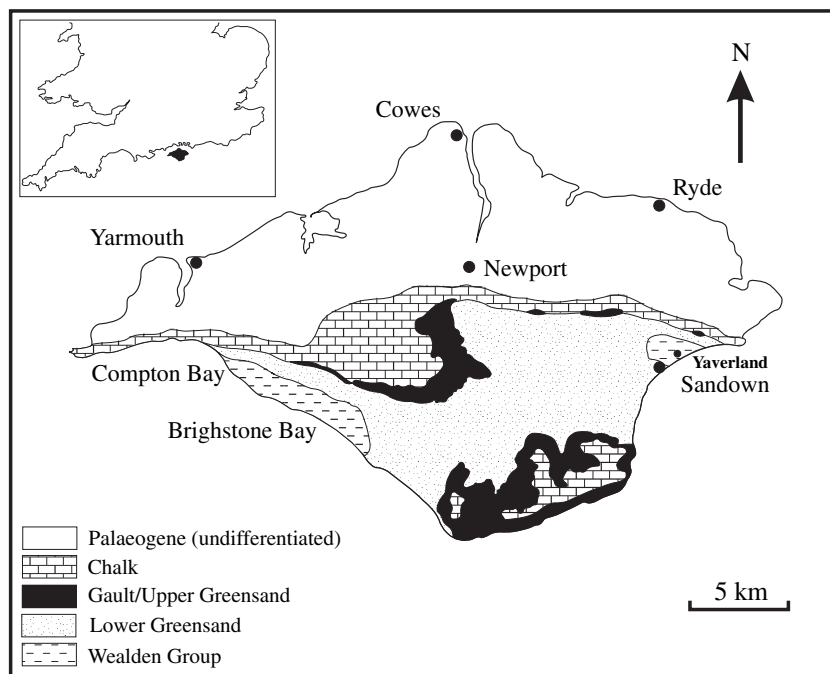 N
Cowes
Ryde
Yarmouth
Newport
Compton Bay
Yaverland
Sandown
Brighstone Bay
Palaeogene (undifferentiated)
Chalk
Gault/Upper Greensand
Lower Greensand
Wealden Group
5 km